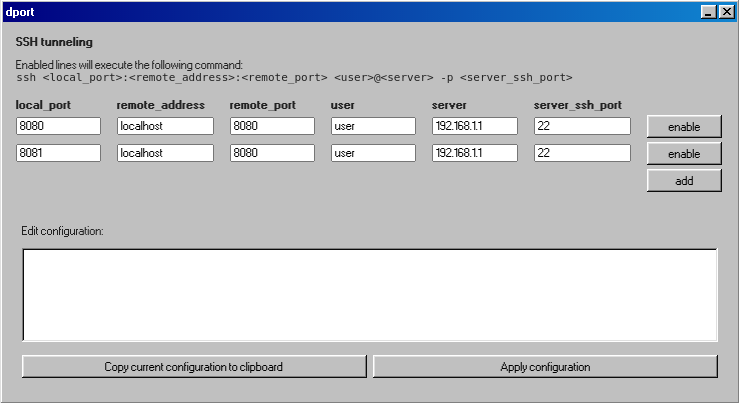 dport
SSH tunneling
Enabled lines will execute the following command:
ssh <local_port>:<remote_address>:<remote_port> <user>@<server> -p <server_ssh_port>
local_port remote_address remote_port user server server_ssh_port
8080 localhost 8080 user 192.168.1.1 22 enable
8081 localhost 8080 user 192.168.1.1 22 enable
add
Edit configuration:
Copy current configuration to clipboard Apply configuration